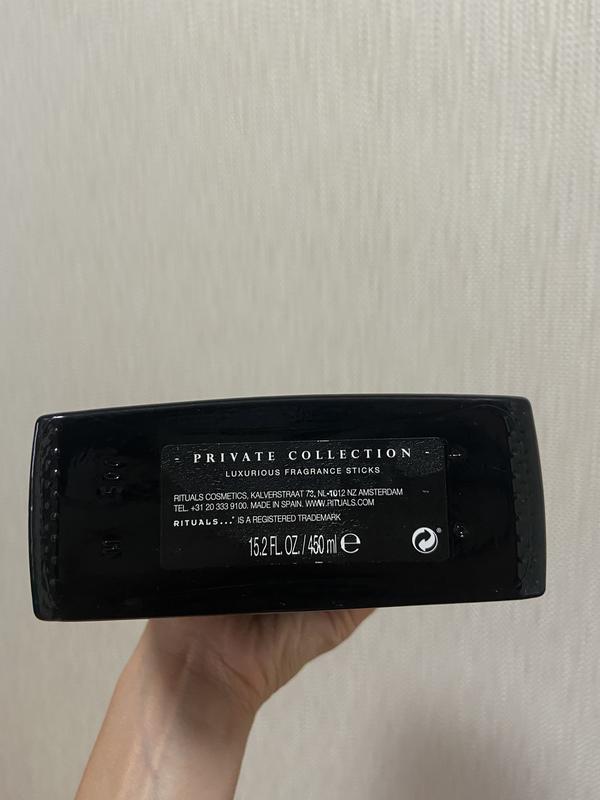 - PRIVATE COLLECTION -
LUXURIOUS FRAGRANCE STICKS
RITUALS COSMETICS, KALVERSTRAAT 73, NL-1012 NZ AMSTERDAM
TEL. +31 20 333 9100. MADE IN SPAIN. WWW.RITUALS.COM
RITUALS...® IS A REGISTERED TRADEMARK
15.2 FL. OZ. / 450 ml ℮